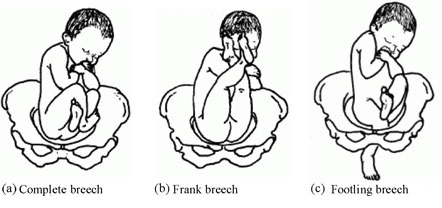 (a) Complete breech
(b) Frank breech
(c) Footling breech